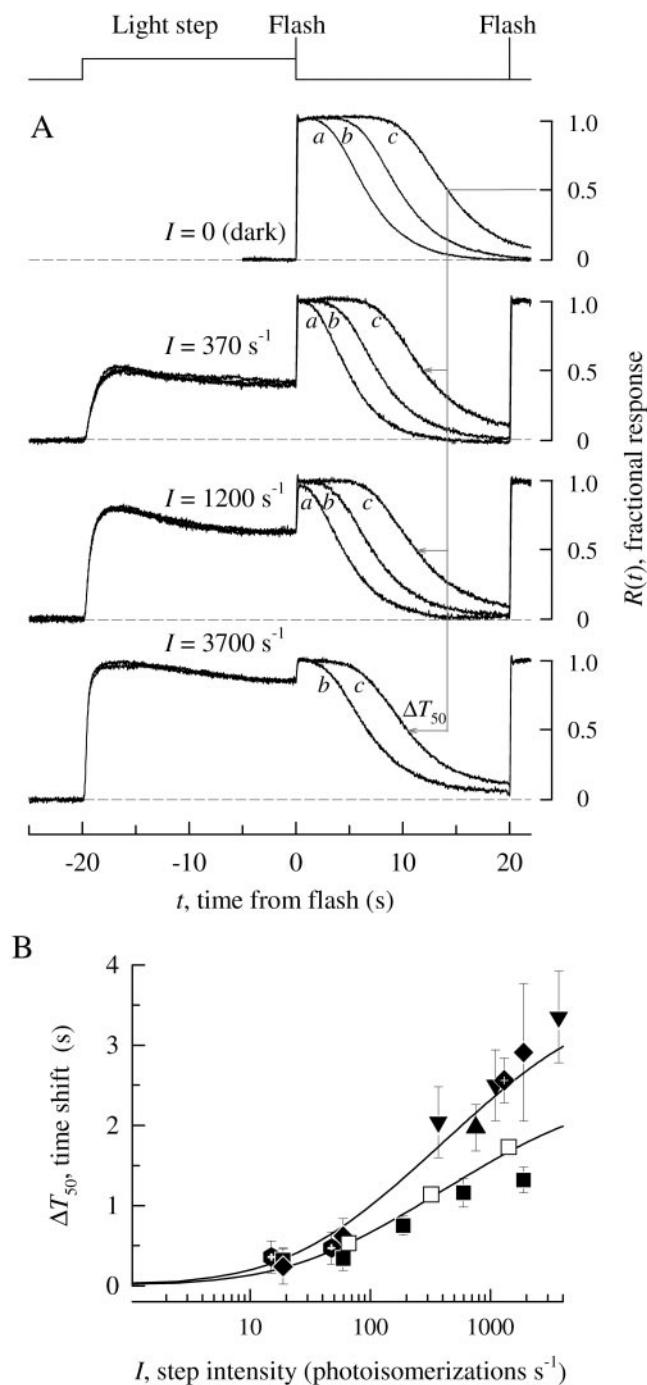 Light step Flash Flash
A
a b c
I = 0 (dark)
1.0
0.5
0
I = 370 s⁻¹
a b c
1.0
0.5
0
I = 1200 s⁻¹
a b c
1.0
0.5
0
I = 3700 s⁻¹
b c
ΔT₅₀
1.0
0.5
0
R(t), fractional response
-20 -10 0 10 20
t, time from flash (s)
B
4
3
2
1
0
ΔT₅₀, time shift (s)
10 100 1000
I, step intensity (photoisomerizations s⁻¹)